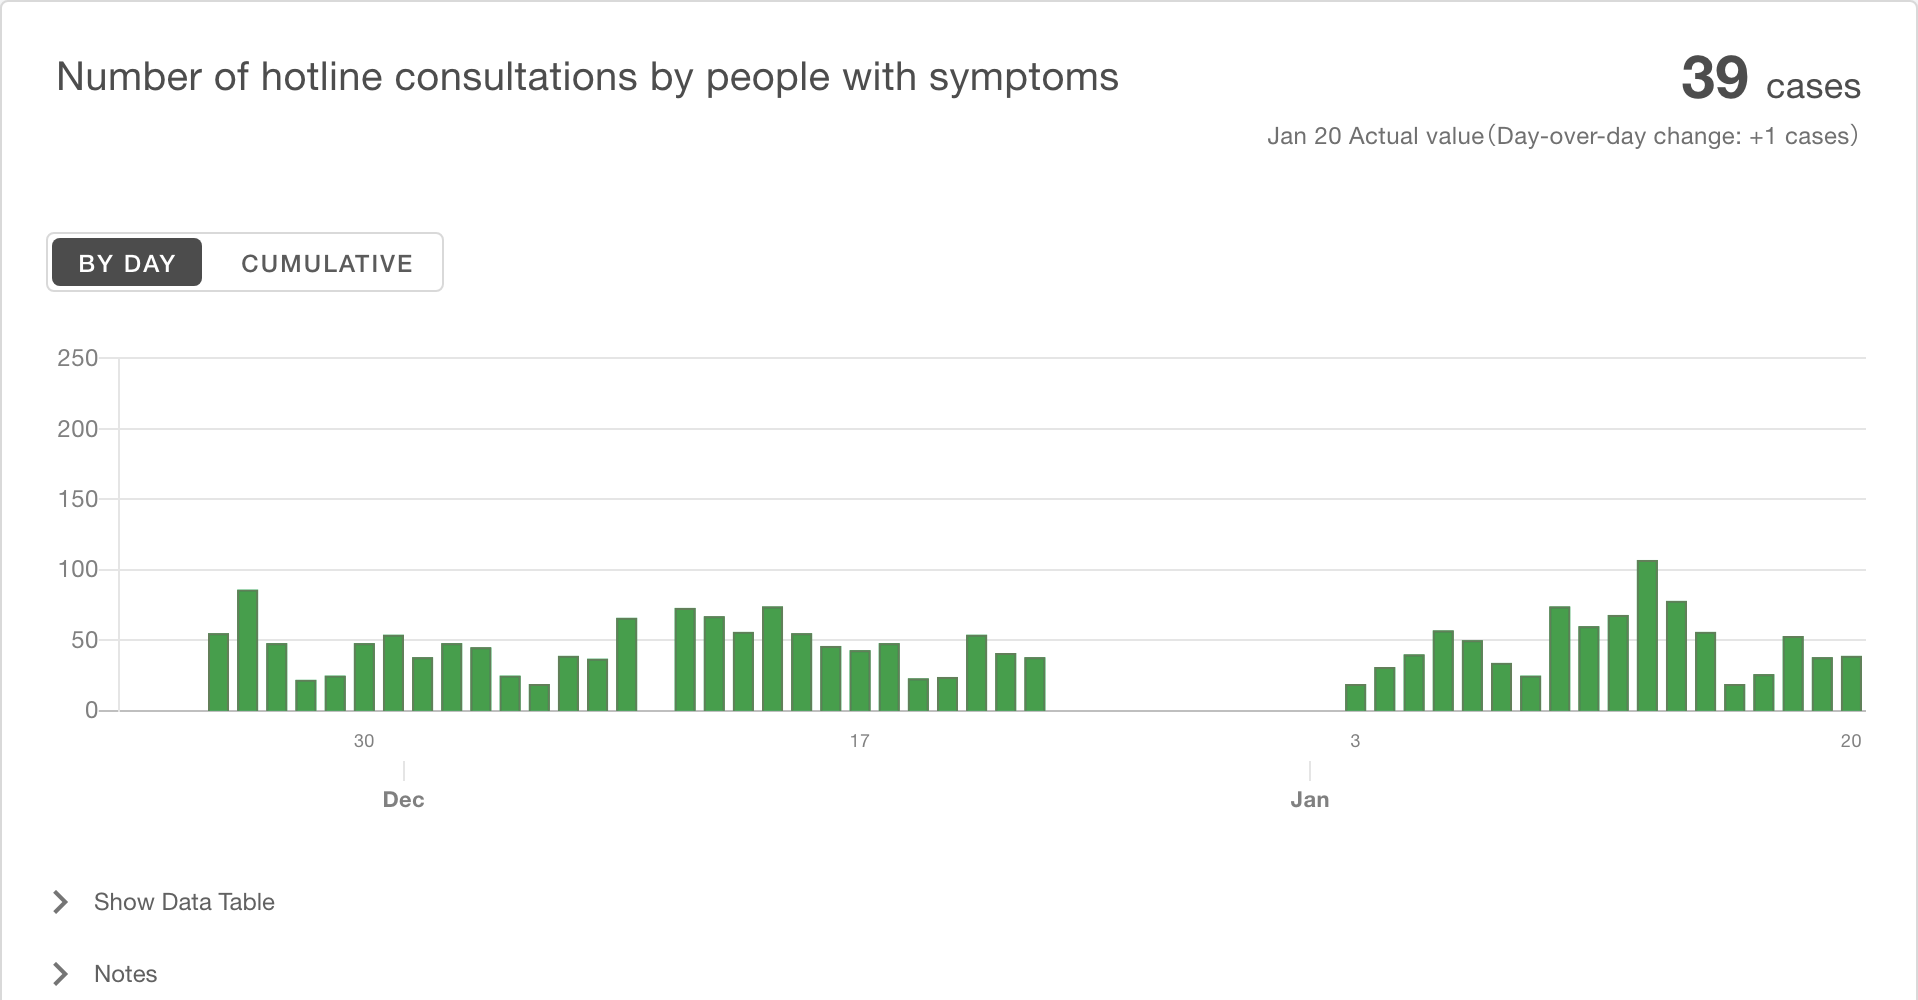 Number of hotline consultations by people with symptoms
39 cases
Jan 20 Actual value（Day-over-day change: +1 cases）
BY DAY CUMULATIVE
250
200
150
100
50
0
30 17 3 20
Dec Jan
Show Data Table
Notes